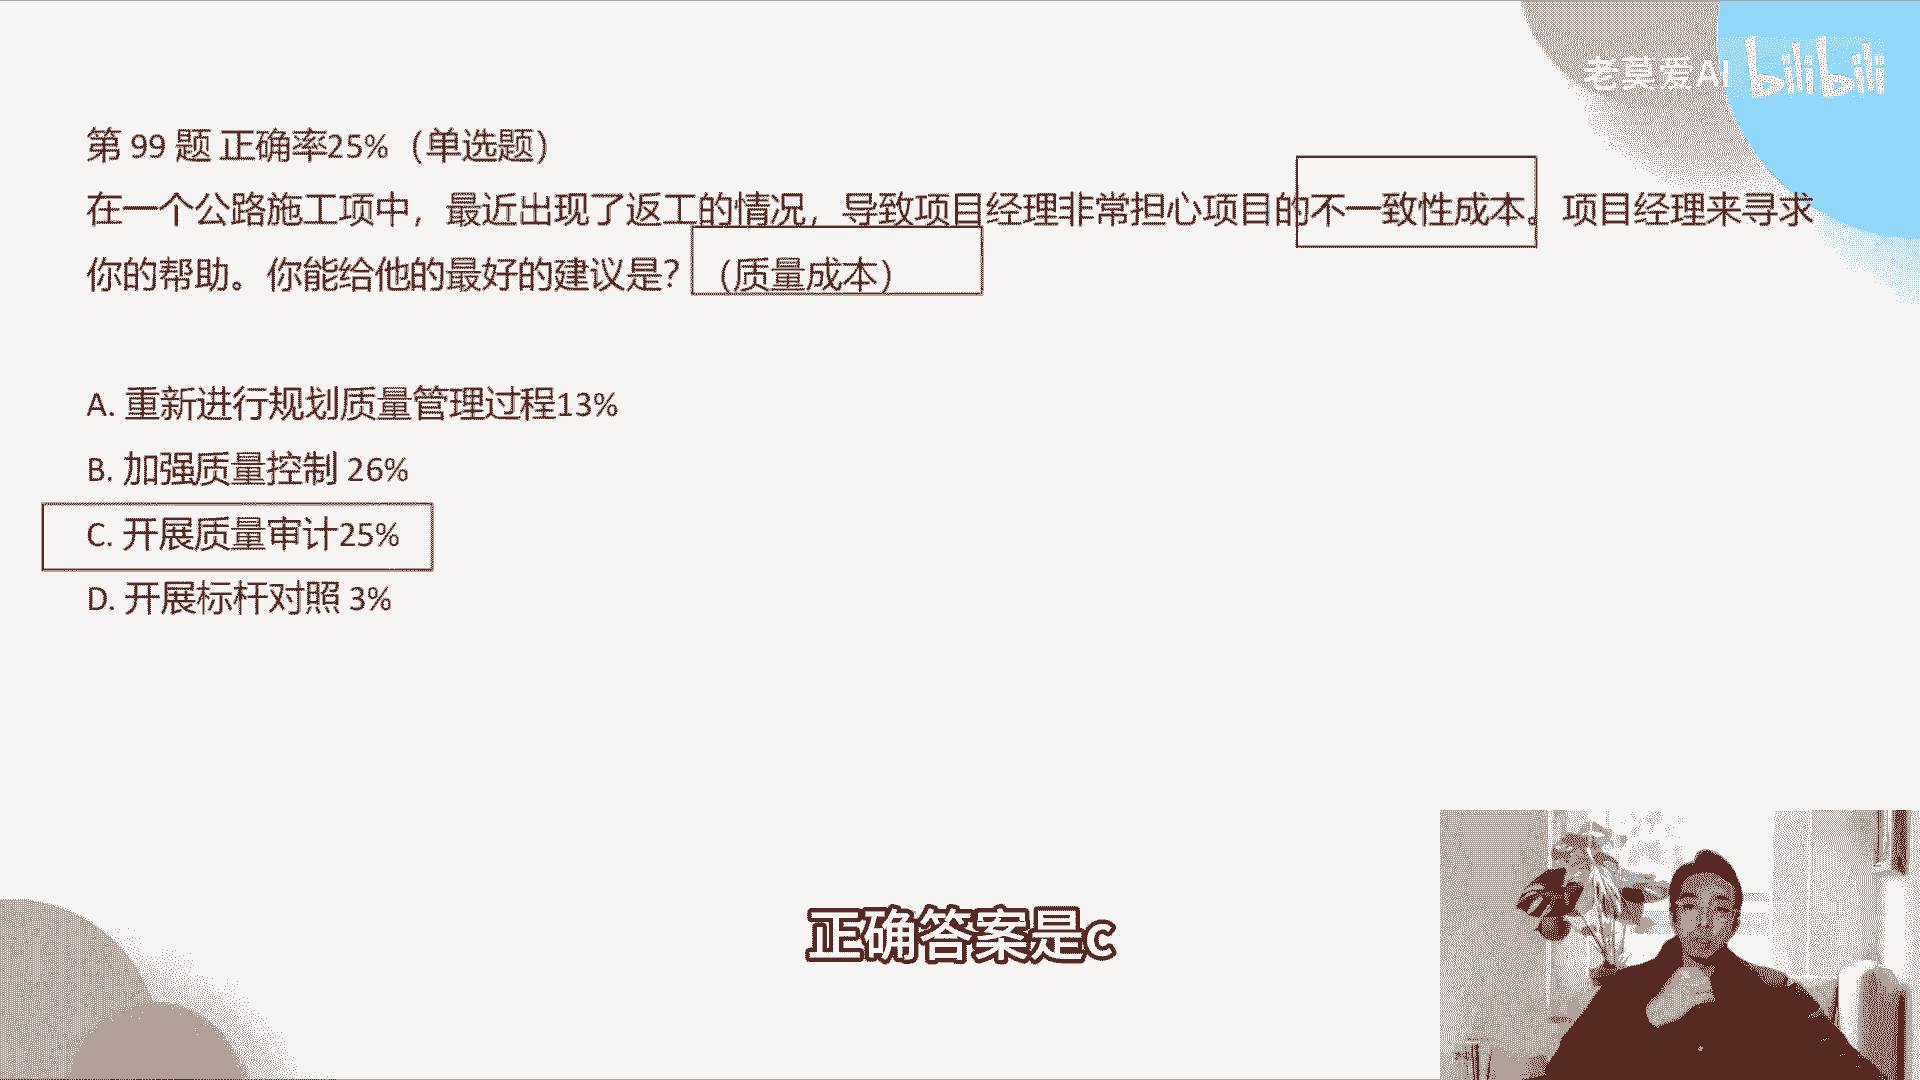 老莫爱AI bilibili
第 99 题 正确率25%（单选题）
在一个公路施工项中，最近出现了返工的情况，导致项目经理非常担心项目的不一致性成本。项目经理来寻求
你的帮助。你能给他的最好的建议是？（质量成本）
A. 重新进行规划质量管理过程13%
B. 加强质量控制 26%
C. 开展质量审计25%
D. 开展标杆对照 3%
正确答案是c